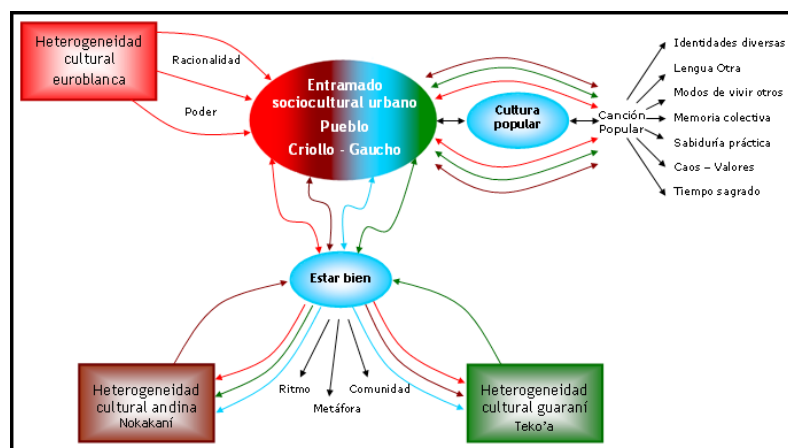 Heterogeneidad
cultural
euroblanca
Racionalidad
Poder
Entramado
sociocultural urbano
Pueblo
Criollo - Gaucho
Cultura
popular
Canción
Popular
Identidades diversas
Lengua Otra
Modos de vivir otros
Memoria colectiva
Sabiduría práctica
Caos – Valores
Tiempo sagrado
Estar bien
Heterogeneidad
cultural andina
Nokakaní
Ritmo
Metáfora
Comunidad
Heterogeneidad
cultural guaraní
Teko’a